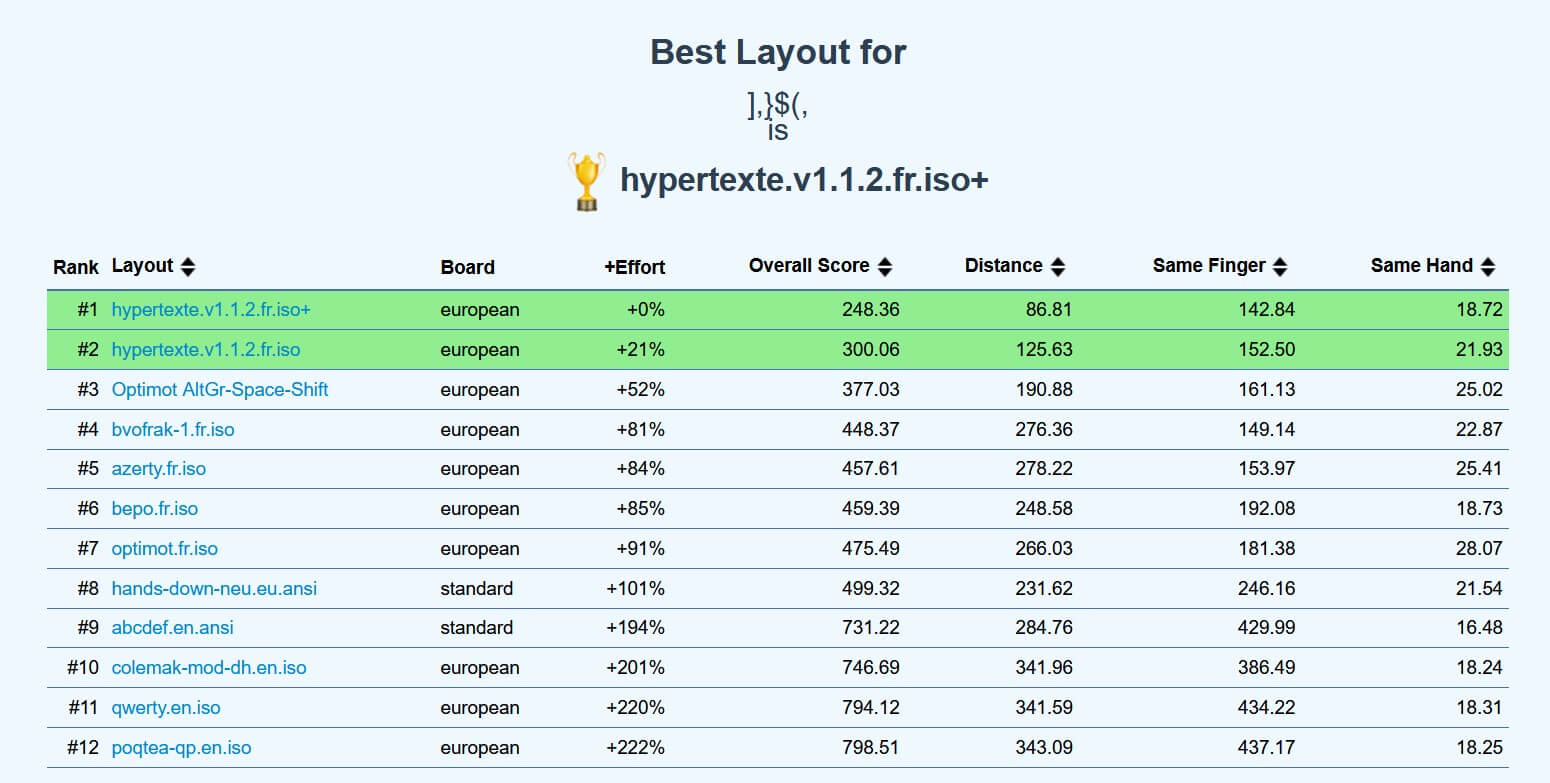 Best Layout for
],}$(,
is
hypertexte.v1.1.2.fr.iso+
Rank Layout Board +Effort Overall Score Distance Same Finger Same Hand
#1 hypertexte.v1.1.2.fr.iso+ european +0% 248.36 86.81 142.84 18.72
#2 hypertexte.v1.1.2.fr.iso european +21% 300.06 125.63 152.50 21.93
#3 Optimot AltGr-Space-Shift european +52% 377.03 190.88 161.13 25.02
#4 bvofrak-1.fr.iso european +81% 448.37 276.36 149.14 22.87
#5 azerty.fr.iso european +84% 457.61 278.22 153.97 25.41
#6 bepo.fr.iso european +85% 459.39 248.58 192.08 18.73
#7 optimot.fr.iso european +91% 475.49 266.03 181.38 28.07
#8 hands-down-neu.eu.ansi standard +101% 499.32 231.62 246.16 21.54
#9 abcdef.en.ansi standard +194% 731.22 284.76 429.99 16.48
#10 colemak-mod-dh.en.iso european +201% 746.69 341.96 386.49 18.24
#11 qwerty.en.iso european +220% 794.12 341.59 434.22 18.31
#12 poqtea-qp.en.iso european +222% 798.51 343.09 437.17 18.25